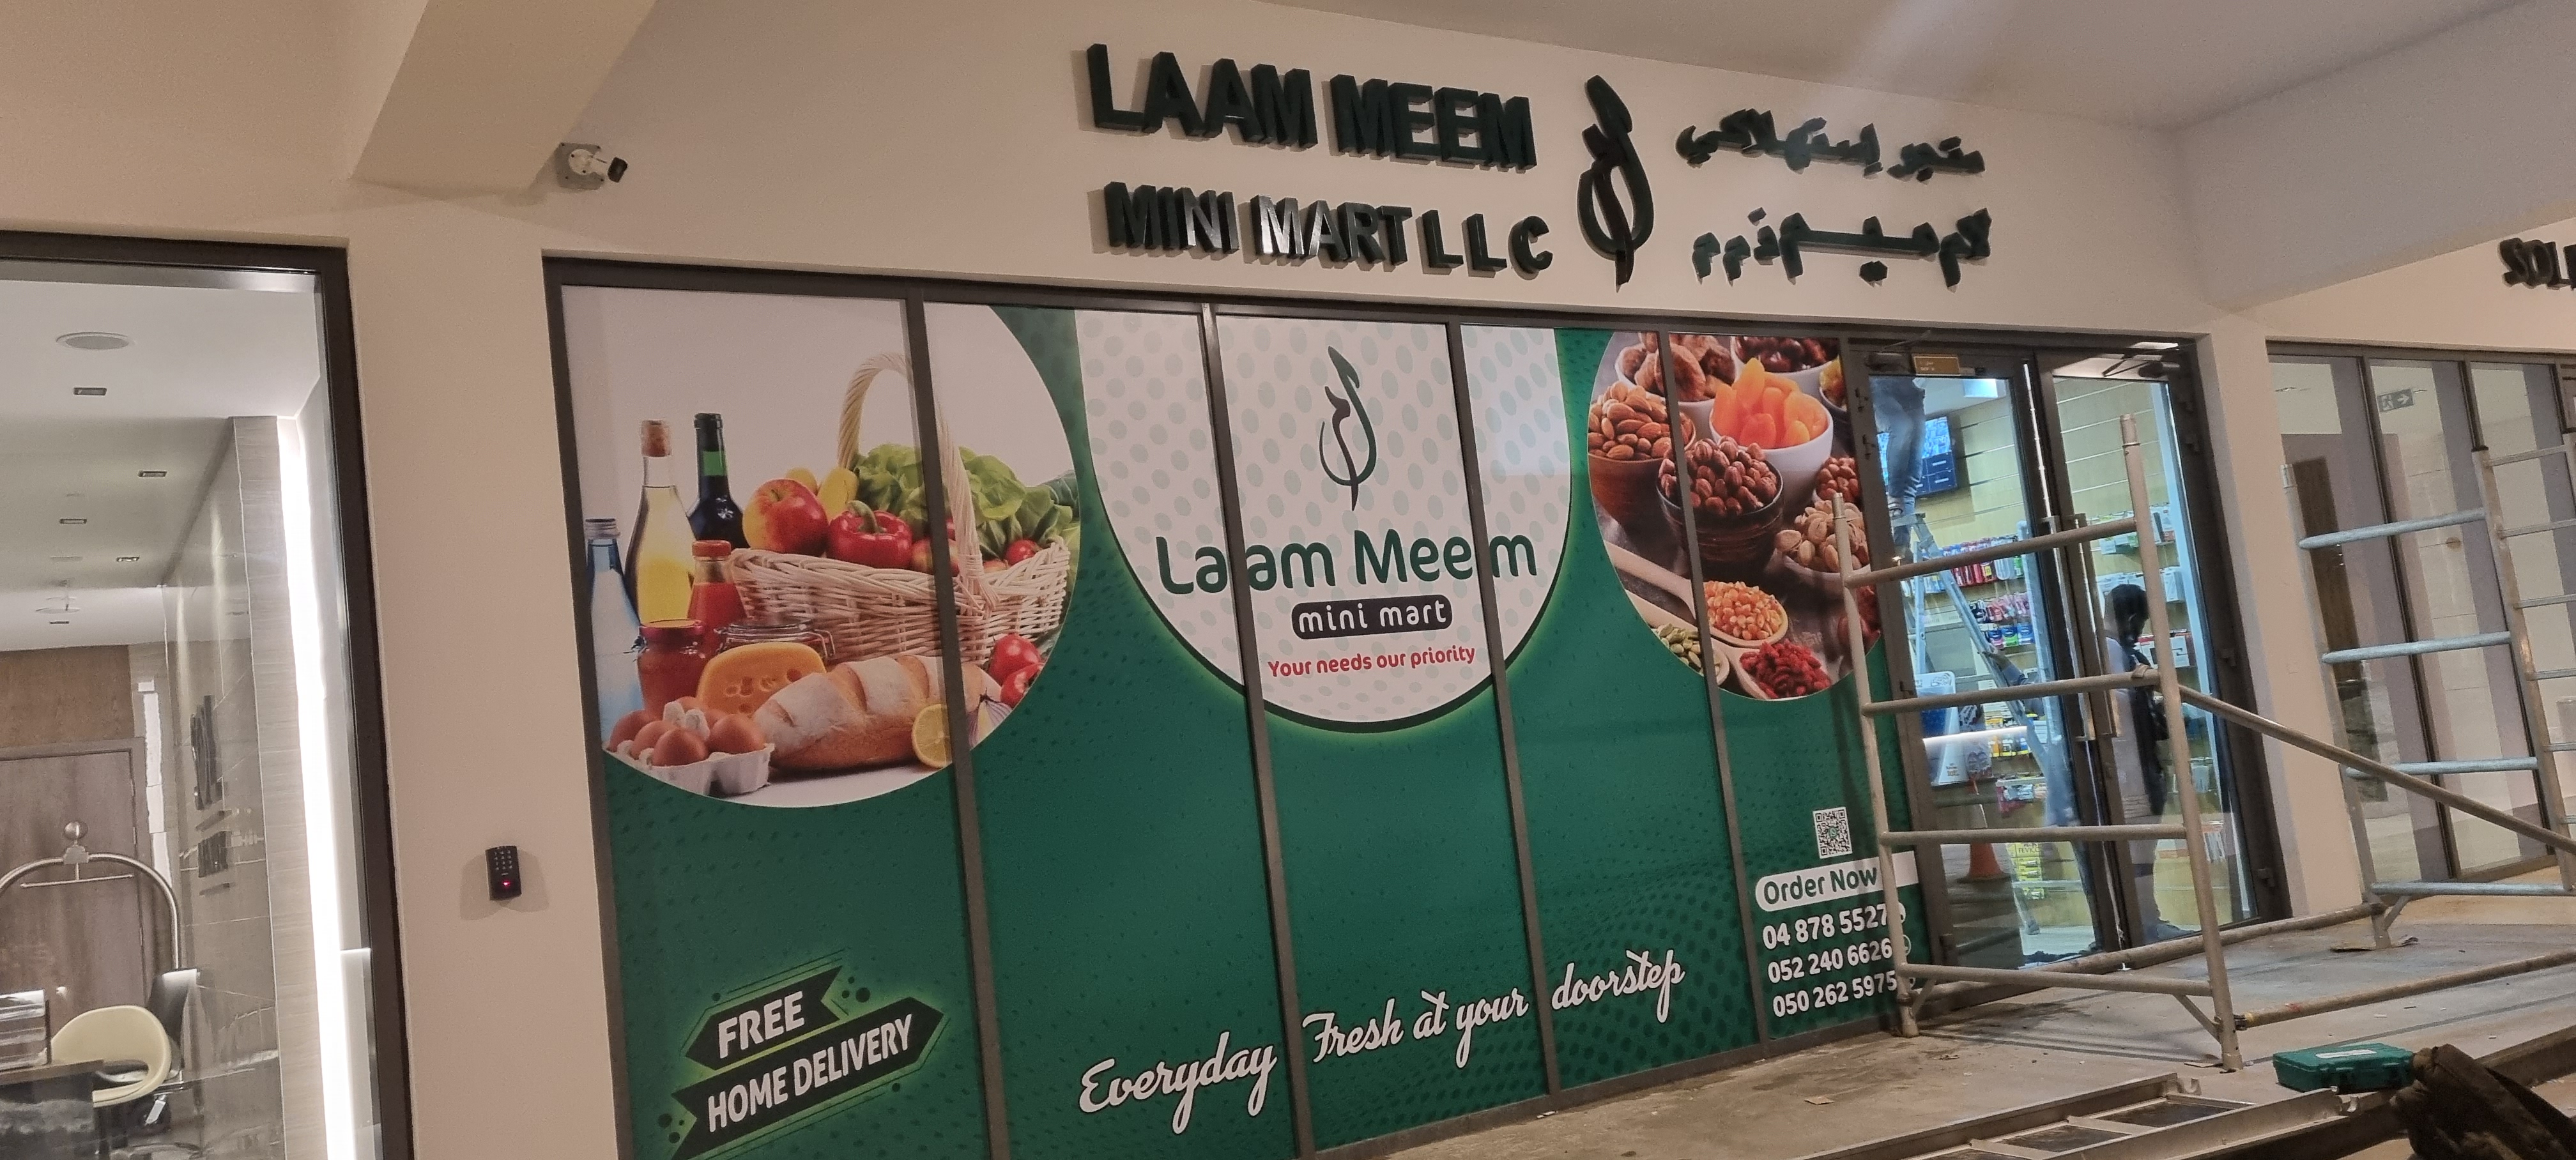 LAAM MEEM
MINI MART LLC
متجر إستهلاكي
لام ميم ذ.م.م
Laam Meem
mini mart
Your needs our priority
Order Now
04 878 5527
052 240 6626
050 262 5975
FREE
HOME DELIVERY
Everyday Fresh at your doorstep